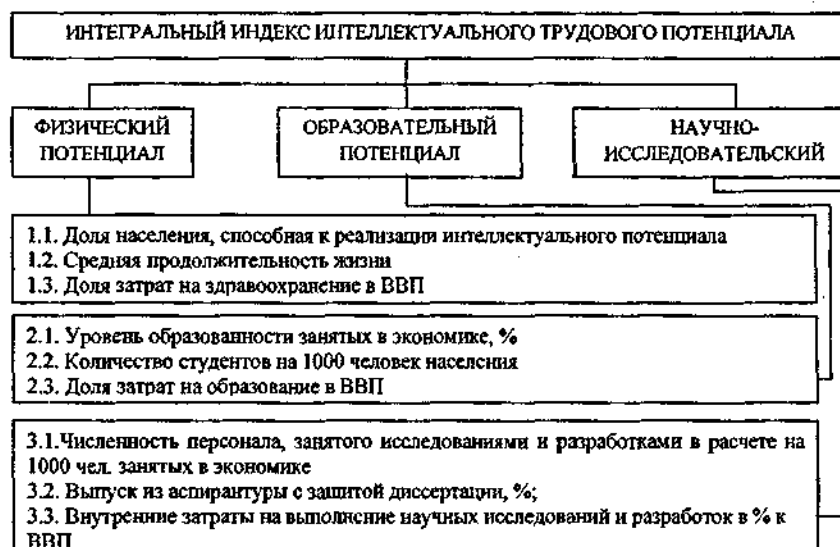 ИНТЕГРАЛЬНЫЙ ИНДЕКС ИНТЕЛЛЕКТУАЛЬНОГО ТРУДОВОГО ПОТЕНЦИАЛА
ФИЗИЧЕСКИЙ
ПОТЕНЦИАЛ
ОБРАЗОВАТЕЛЬНЫЙ
ПОТЕНЦИАЛ
НАУЧНО-
ИССЛЕДОВАТЕЛЬСКИЙ
1.1. Доля населения, способная к реализации интеллектуального потенциала
1.2. Средняя продолжительность жизни
1.3. Доля затрат на здравоохранение в ВВП
2.1. Уровень образованности занятых в экономике, %
2.2. Количество студентов на 1000 человек населения
2.3. Доля затрат на образование в ВВП
3.1.Численность персонала, занятого исследованиями и разработками в расчете на
1000 чел. занятых в экономике
3.2. Выпуск из аспирантуры с защитой диссертации, %;
3.3. Внутренние затраты на выполнение научных исследований и разработок в % к
ВВП